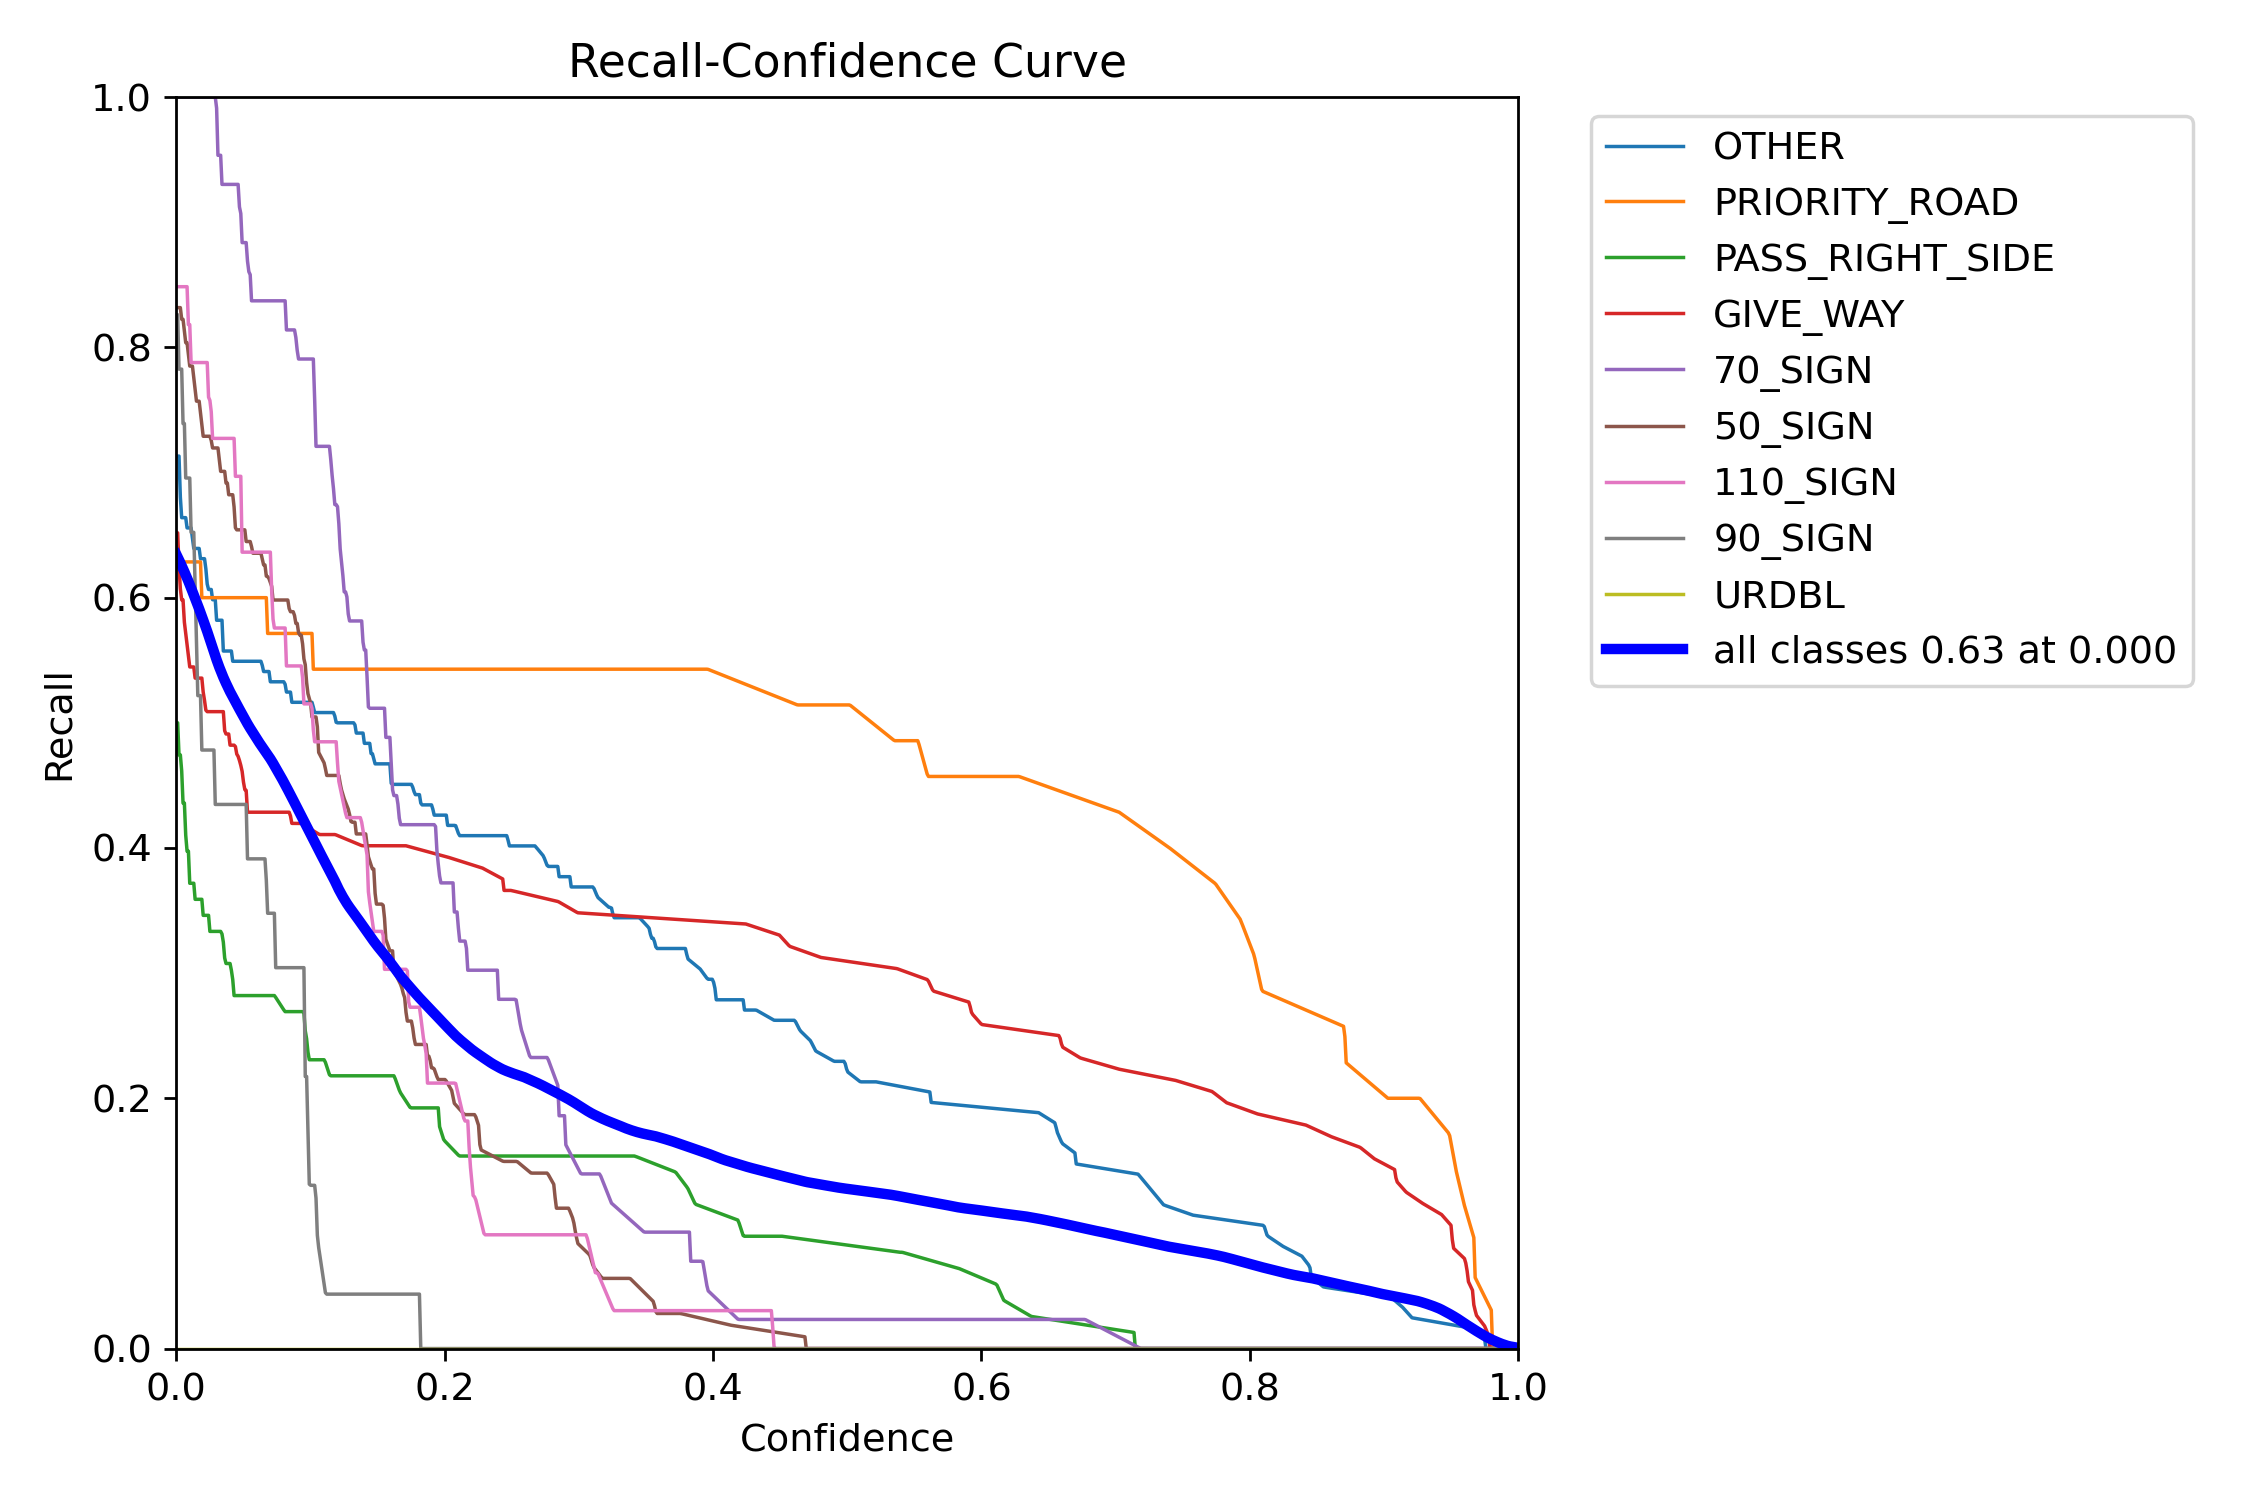 Recall-Confidence Curve
1.0
0.8
0.6
0.4
0.2
0.0
Recall
0.0 0.2 0.4 0.6 0.8 1.0
Confidence
OTHER
PRIORITY_ROAD
PASS_RIGHT_SIDE
GIVE_WAY
70_SIGN
50_SIGN
110_SIGN
90_SIGN
URDBL
all classes 0.63 at 0.000